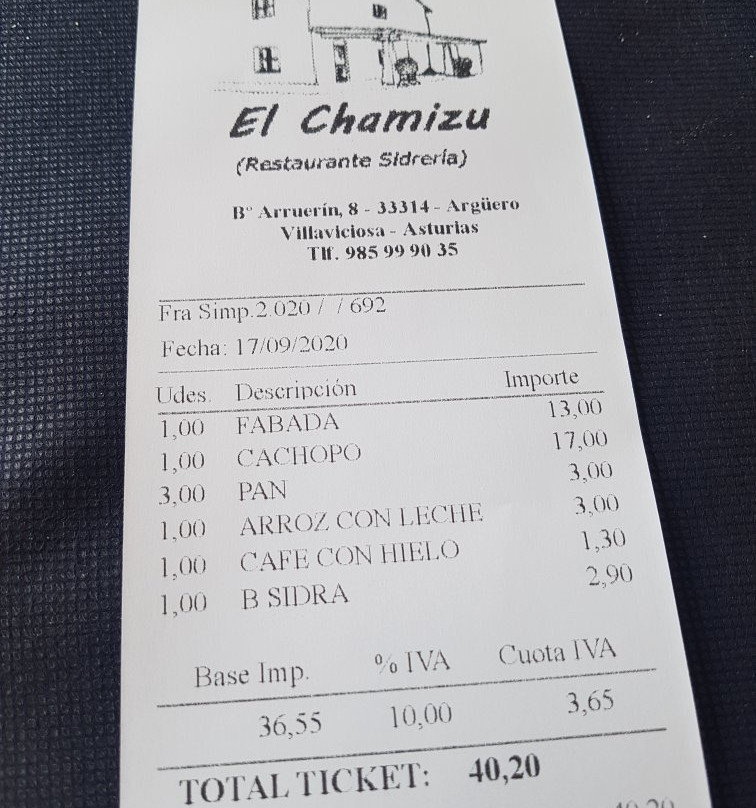 El Chamizu
(Restaurante Sidrería)
Bº Arruerín, 8 - 33314 - Argüero
Villaviciosa - Asturias
Tlf. 985 99 90 35
Fra Simp.2.020 / / 692
Fecha: 17/09/2020
Udes. Descripción Importe
1,00 FABADA 13,00
1,00 CACHOPO 17,00
3,00 PAN 3,00
1,00 ARROZ CON LECHE 3,00
1,00 CAFE CON HIELO 1,30
1,00 B SIDRA 2,90
Base Imp. % IVA Cuota IVA
36,55 10,00 3,65
TOTAL TICKET: 40,20